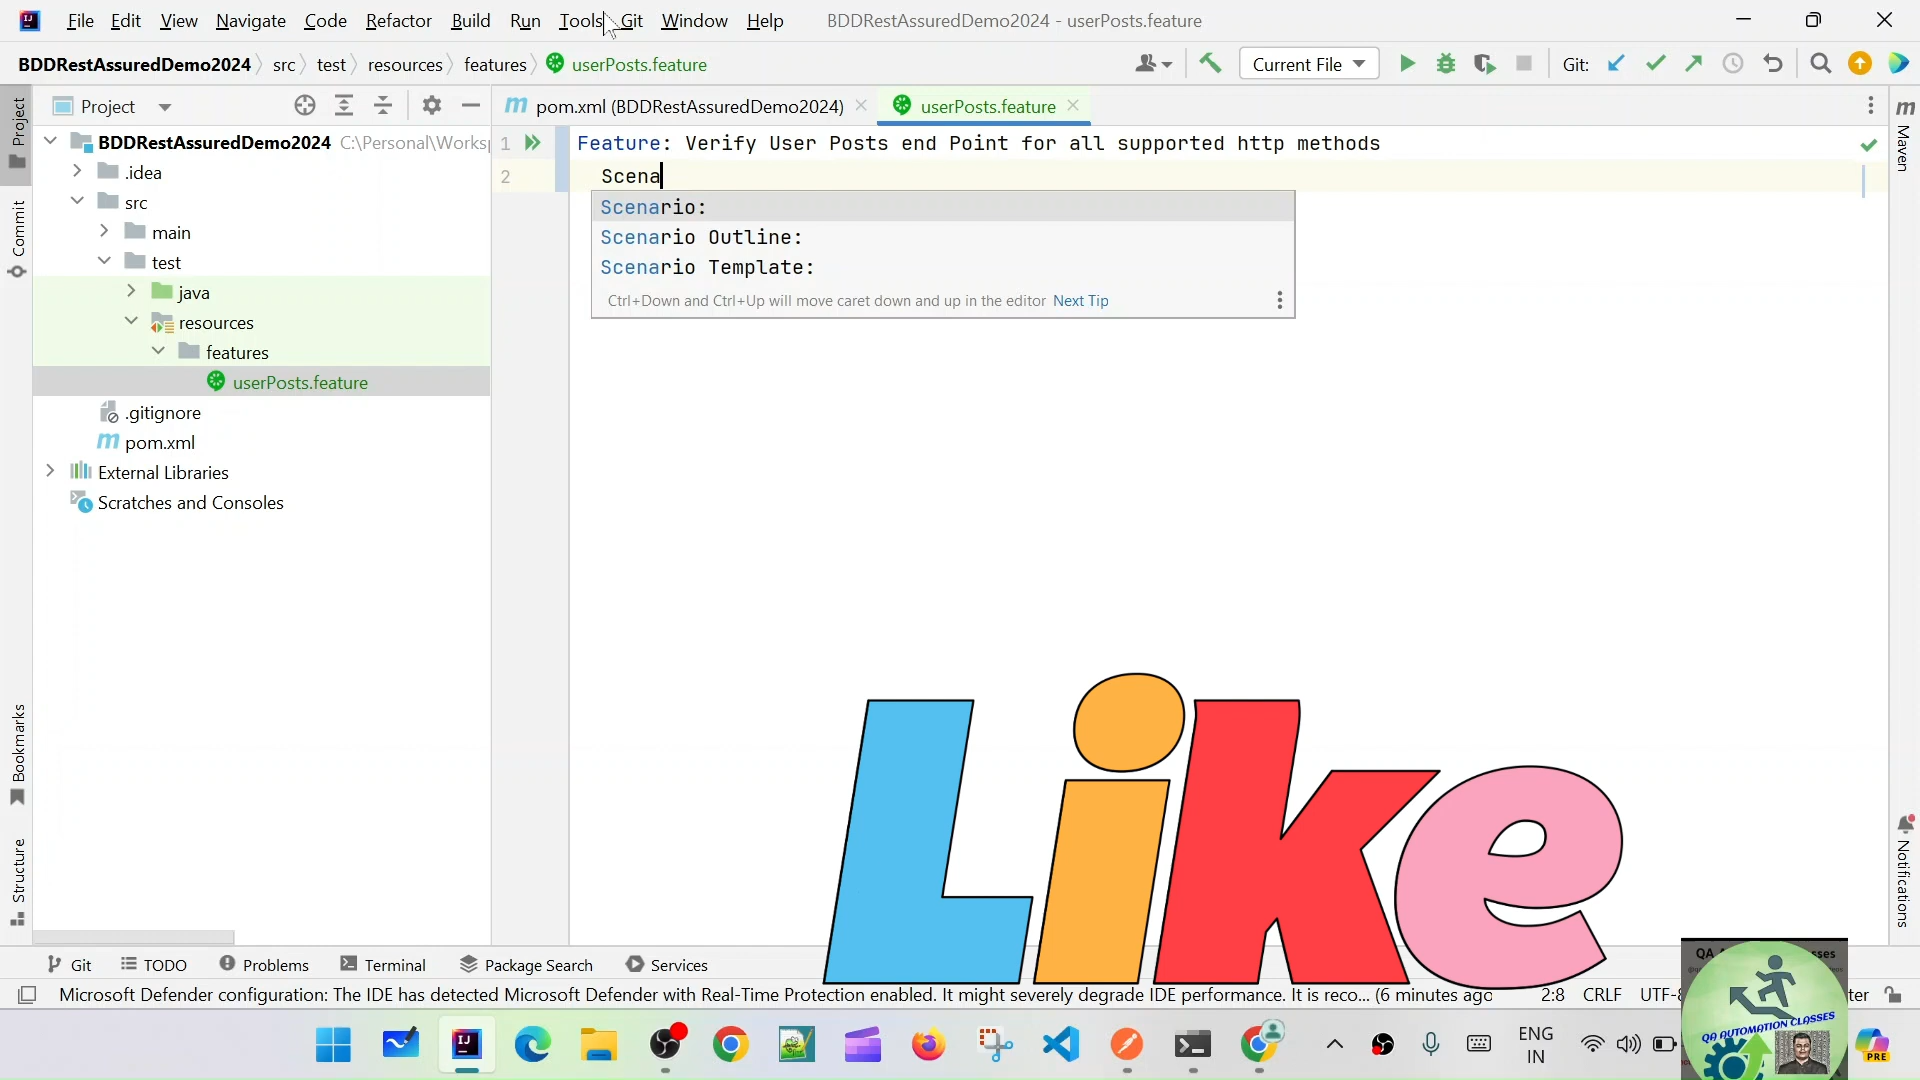 File Edit View Navigate Code Refactor Build Run Tools Git Window Help BDDRestAssuredDemo2024 - userPosts.feature
BDDRestAssuredDemo2024 src test resources features userPosts.feature Current File Git:
Project
pom.xml (BDDRestAssuredDemo2024) userPosts.feature
BDDRestAssuredDemo2024 C:\Personal\Works
.idea
src
main
test
java
resources
features
userPosts.feature
.gitignore
pom.xml
External Libraries
Scratches and Consoles
1 Feature: Verify User Posts end Point for all supported http methods
2 Scena
Scenario:
Scenario Outline:
Scenario Template:
Ctrl+Down and Ctrl+Up will move caret down and up in the editor Next Tip
Project
Commit
Bookmarks
Structure
Maven
Notifications
Like
Git TODO Problems Terminal Package Search Services
Microsoft Defender configuration: The IDE has detected Microsoft Defender with Real-Time Protection enabled. It might severely degrade IDE performance. It is reco... (6 minutes ago 2:8 CRLF UTF-8 ter
QA AUTOMATION CLASSES
ENG
IN
PRE